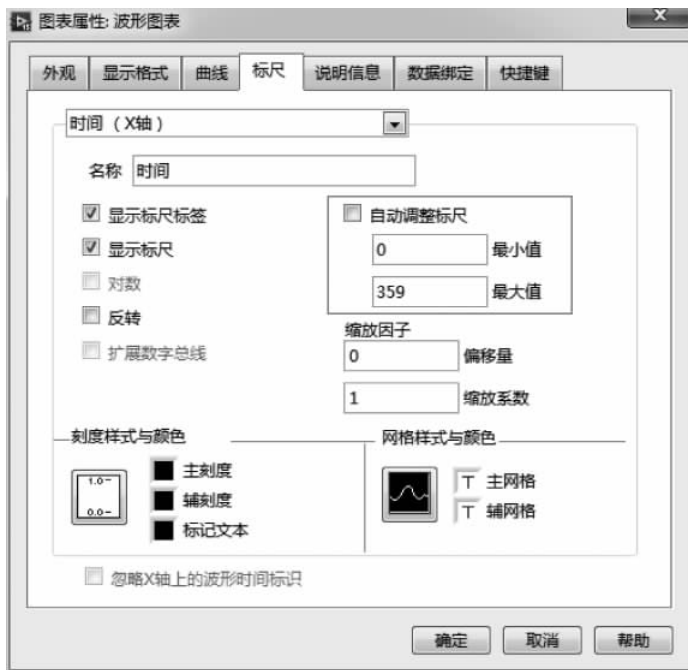 图表属性: 波形图表
外观 显示格式 曲线 标尺 说明信息 数据绑定 快捷键
时间 （X轴）
名称 时间
显示标尺标签
显示标尺
对数
反转
扩展数字总线
自动调整标尺
0 最小值
359 最大值
缩放因子
0 偏移量
1 缩放系数
刻度样式与颜色
1.0
0.0
主刻度
辅刻度
标记文本
网格样式与颜色
T 主网格
T 辅网格
忽略X轴上的波形时间标识
确定 取消 帮助